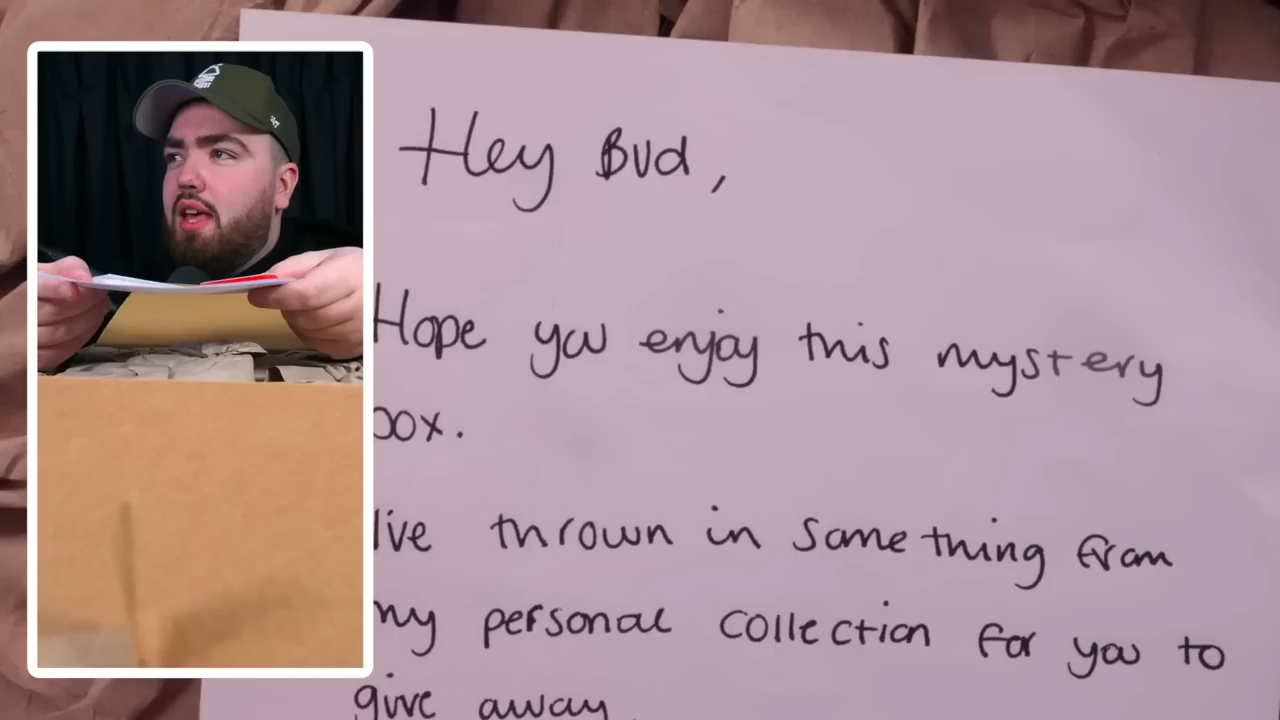 Hey Bud,
Hope you enjoy this mystery
box.
I've thrown in something from
my personal collection for you to
give away.